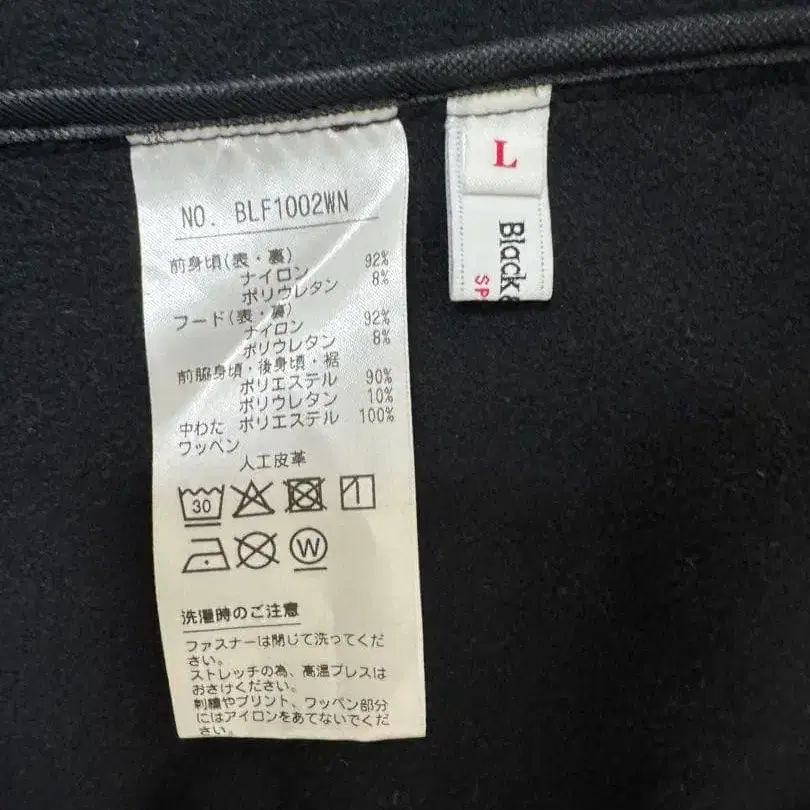 NO. BLF1002WN
前身頃(表・裏)
ナイロン 92%
ポリウレタン 8%
フード(表・裏)
ナイロン 92%
ポリウレタン 8%
前脇身頃・後身頃・裾
ポリエステル 90%
ポリウレタン 10%
中わた ポリエステル 100%
ワッペン
人工皮革
30
W
洗濯時のご注意
ファスナーは閉じて洗ってくだ
さい。
ストレッチの為、高温プレスは
おさけください。
刺繍やプリント、ワッペン部分
にはアイロンをあてないでくだ
さい。
L
Black&
SP